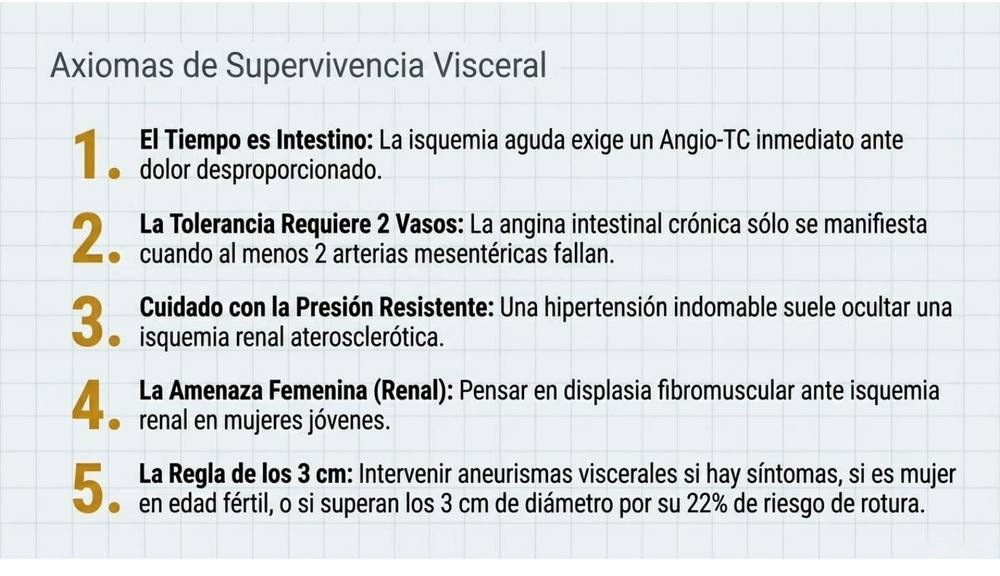 Axiomas de Supervivencia Visceral
1. El Tiempo es Intestino: La isquemia aguda exige un Angio-TC inmediato ante
dolor desproporcionado.
2. La Tolerancia Requiere 2 Vasos: La angina intestinal crónica sólo se manifiesta
cuando al menos 2 arterias mesentéricas fallan.
3. Cuidado con la Presión Resistente: Una hipertensión indomable suele ocultar una
isquemia renal aterosclerótica.
4. La Amenaza Femenina (Renal): Pensar en displasia fibromuscular ante isquemia
renal en mujeres jóvenes.
5. La Regla de los 3 cm: Intervenir aneurismas viscerales si hay síntomas, si es mujer
en edad fértil, o si superan los 3 cm de diámetro por su 22% de riesgo de rotura.